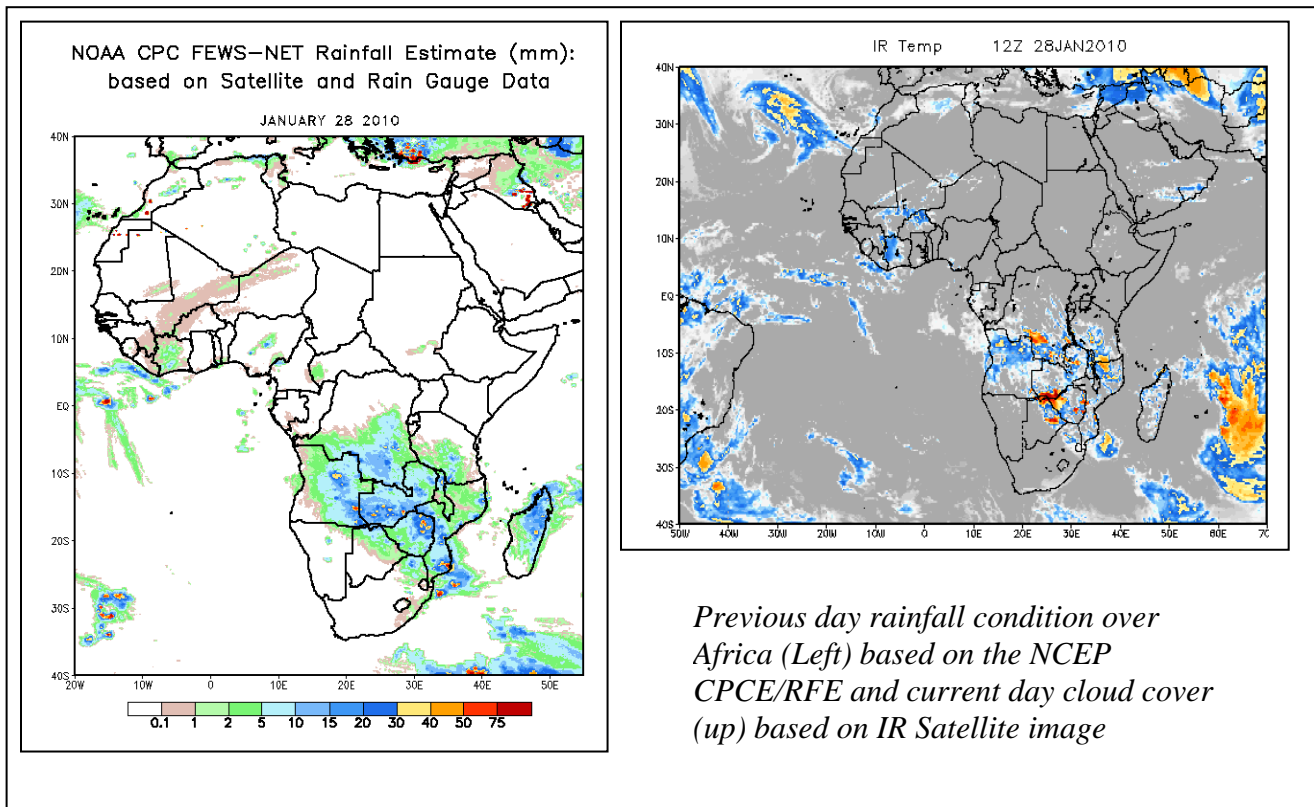 NOAA CPC FEWS-NET Rainfall Estimate (mm):
based on Satellite and Rain Gauge Data
JANUARY 28 2010
40N
30N
20N
10N
EQ
10S
20S
30S
40S
20W 10W 0 10E 20E 30E 40E 50E
0.1 1 2 5 10 15 20 30 40 50 75
IR Temp 12Z 28JAN2010
40N
30N
20N
10N
EQ
10S
20S
30S
40S
50W 40W 30W 20W 10W 0 10E 20E 30E 40E 50E 60E 70
Previous day rainfall condition over
Africa (Left) based on the NCEP
CPCE/RFE and current day cloud cover
(up) based on IR Satellite image